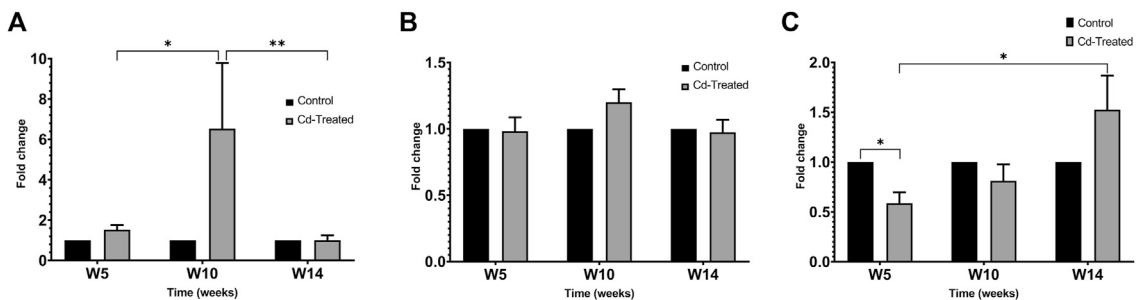 A
*
**
10
8
6
4
2
0
Fold change
Control
Cd-Treated
W5 W10 W14
Time (weeks)
B
1.5
1.0
0.5
0.0
Fold change
Control
Cd-Treated
W5 W10 W14
Time (weeks)
C
Control
Cd-Treated
*
*
2.0
1.5
1.0
0.5
0.0
Fold change
W5 W10 W14
Time (weeks)